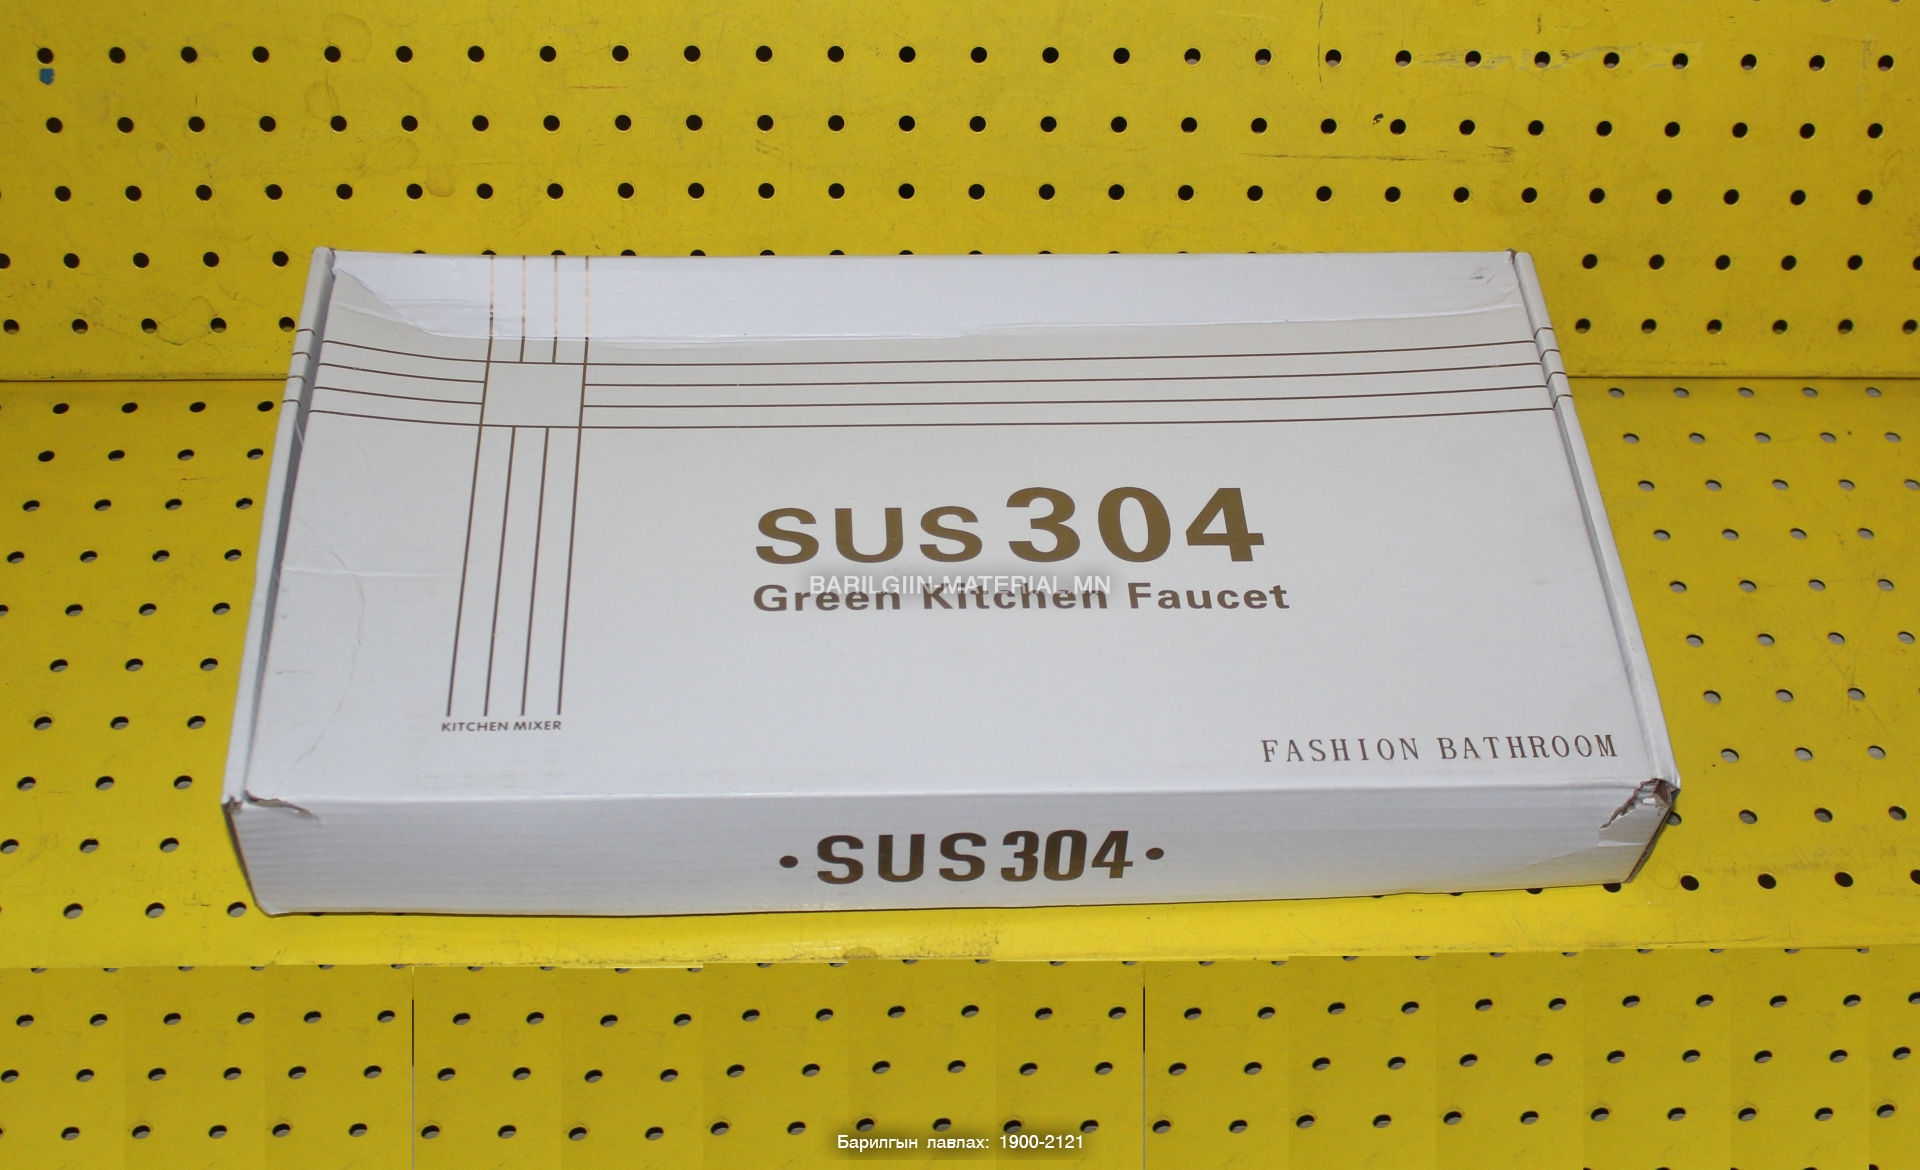 SUS304
BARILGIIN-MATERIAL.MN
Green Kitchen Faucet
KITCHEN MIXER
FASHION BATHROOM
•SUS304•
Барилгын лавлах: 1900-2121